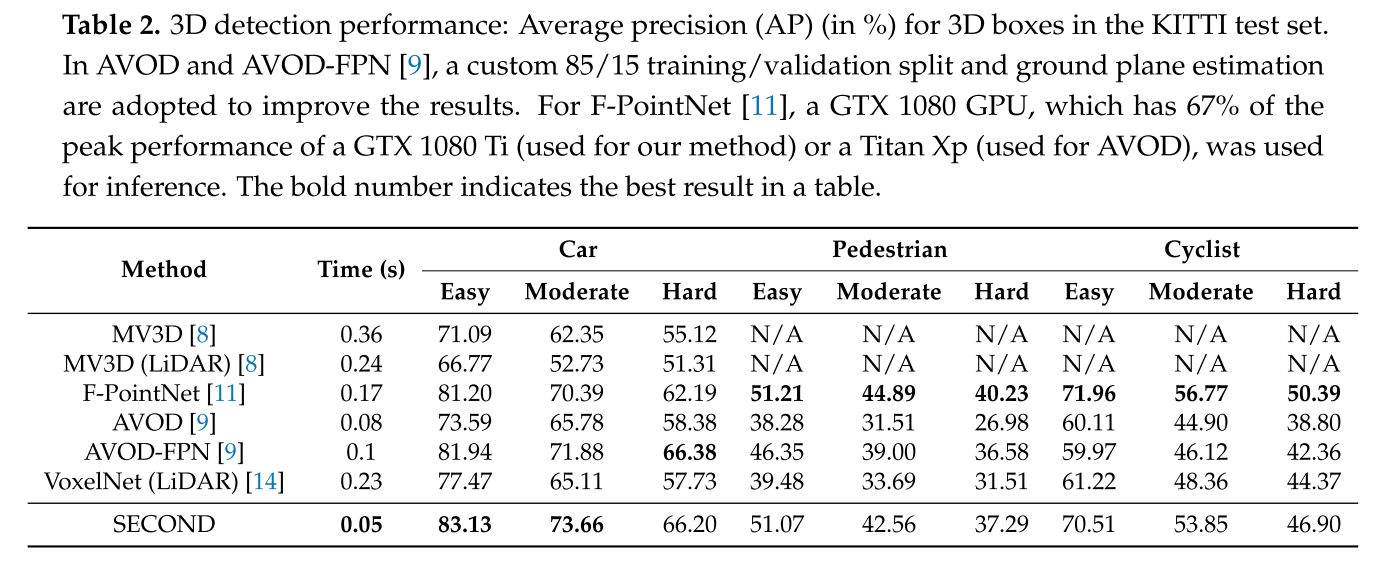 Table 2. 3D detection performance: Average precision (AP) (in %) for 3D boxes in the KITTI test set.
In AVOD and AVOD-FPN [9], a custom 85/15 training/validation split and ground plane estimation
are adopted to improve the results. For F-PointNet [11], a GTX 1080 GPU, which has 67% of the
peak performance of a GTX 1080 Ti (used for our method) or a Titan Xp (used for AVOD), was used
for inference. The bold number indicates the best result in a table.
Method Time (s) Car Pedestrian Cyclist
Easy Moderate Hard Easy Moderate Hard Easy Moderate Hard
MV3D [8] 0.36 71.09 62.35 55.12 N/A N/A N/A N/A N/A N/A
MV3D (LiDAR) [8] 0.24 66.77 52.73 51.31 N/A N/A N/A N/A N/A N/A
F-PointNet [11] 0.17 81.20 70.39 62.19 51.21 44.89 40.23 71.96 56.77 50.39
AVOD [9] 0.08 73.59 65.78 58.38 38.28 31.51 26.98 60.11 44.90 38.80
AVOD-FPN [9] 0.1 81.94 71.88 66.38 46.35 39.00 36.58 59.97 46.12 42.36
VoxelNet (LiDAR) [14] 0.23 77.47 65.11 57.73 39.48 33.69 31.51 61.22 48.36 44.37
SECOND 0.05 83.13 73.66 66.20 51.07 42.56 37.29 70.51 53.85 46.90